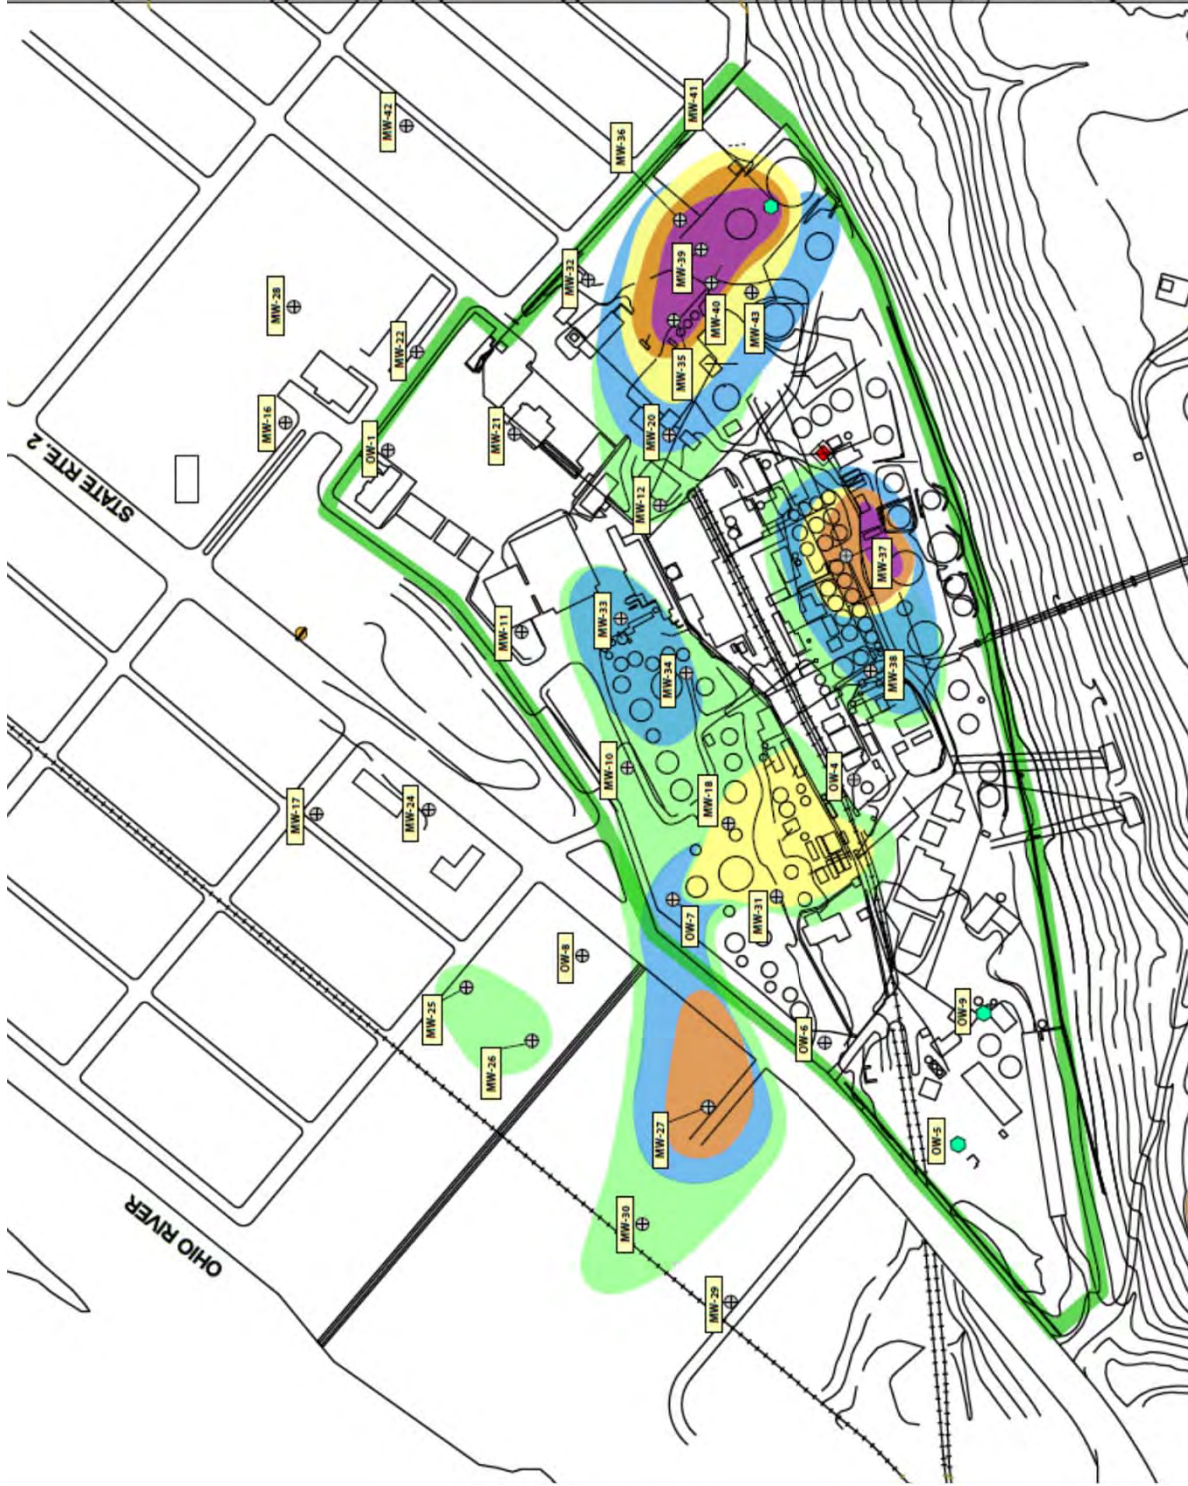 MW-42
MW-41
MW-36
MW-28
MW-32
MW-39
MW-40
MW-43
MW-22
MW-35
MW-16
OW-1
MW-21
MW-20
STATE RTE. 2
MW-12
MW-37
MW-11
MW-33
MW-34
MW-38
MW-10
MW-18
OW-4
MW-17
MW-24
OW-7
MW-31
OW-8
MW-25
MW-26
OW-6
OW-9
MW-27
OW-5
OHIO RIVER
MW-30
MW-29